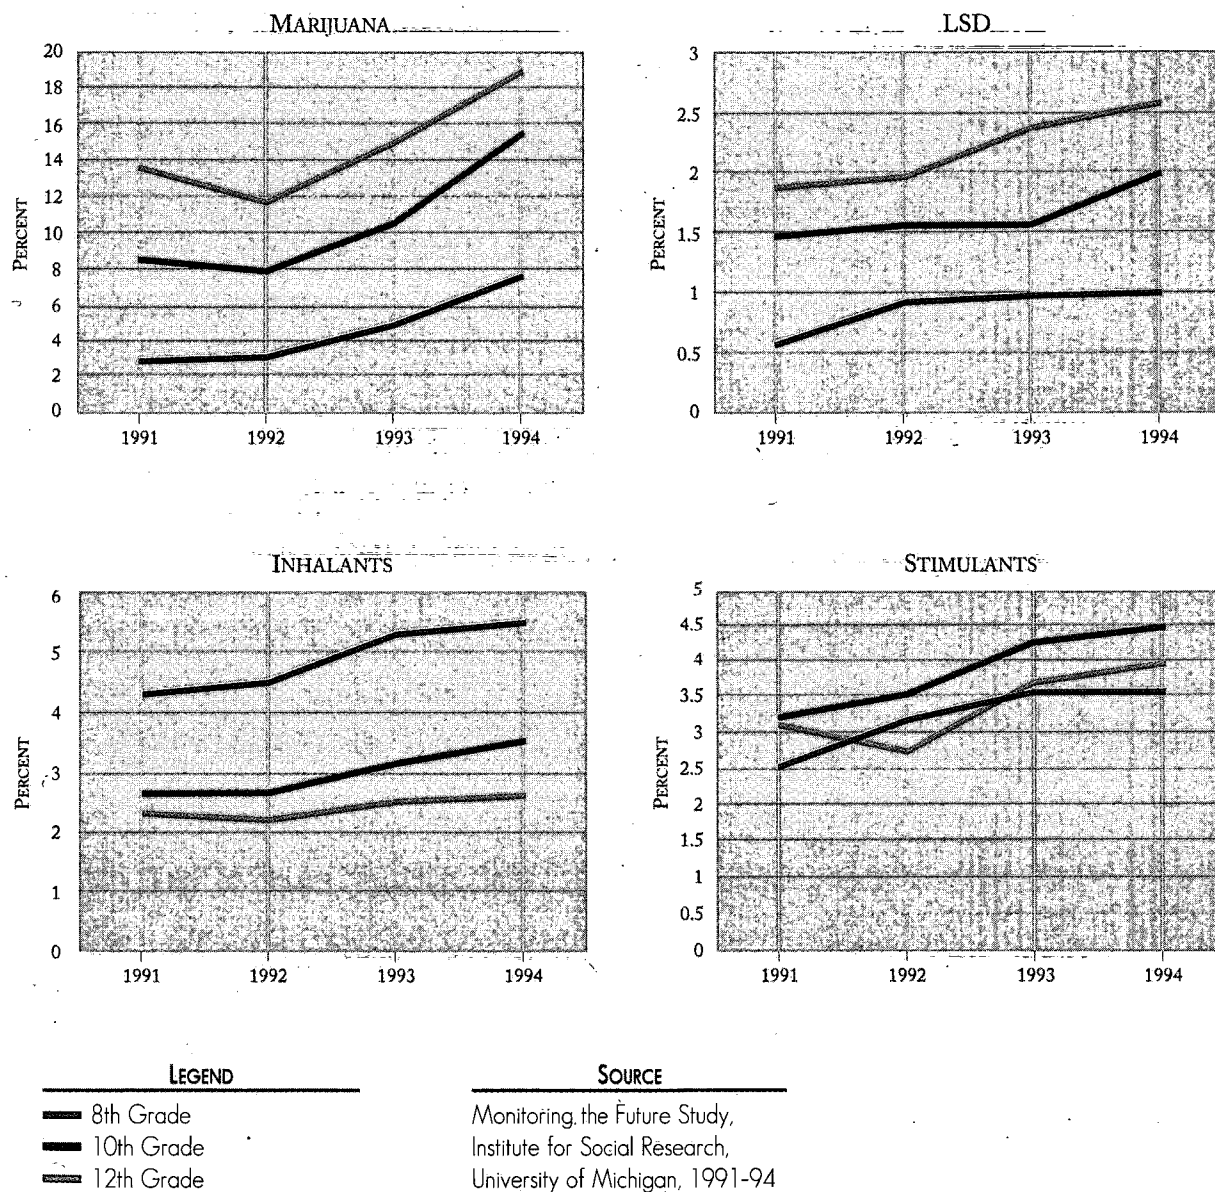 MARIJUANA
PERCENT
20
18
16
14
12
10
8
6
4
2
0
1991 1992 1993 1994
LSD
PERCENT
3
2.5
2
1.5
1
0.5
0
1991 1992 1993 1994
INHALANTS
PERCENT
6
5
4
3
2
1
0
1991 1992 1993 1994
STIMULANTS
PERCENT
5
4.5
4
3.5
3
2.5
2
1.5
1
0.5
0
1991 1992 1993 1994
LEGEND
8th Grade
10th Grade
12th Grade
SOURCE
Monitoring the Future Study,
Institute for Social Research,
University of Michigan, 1991-94